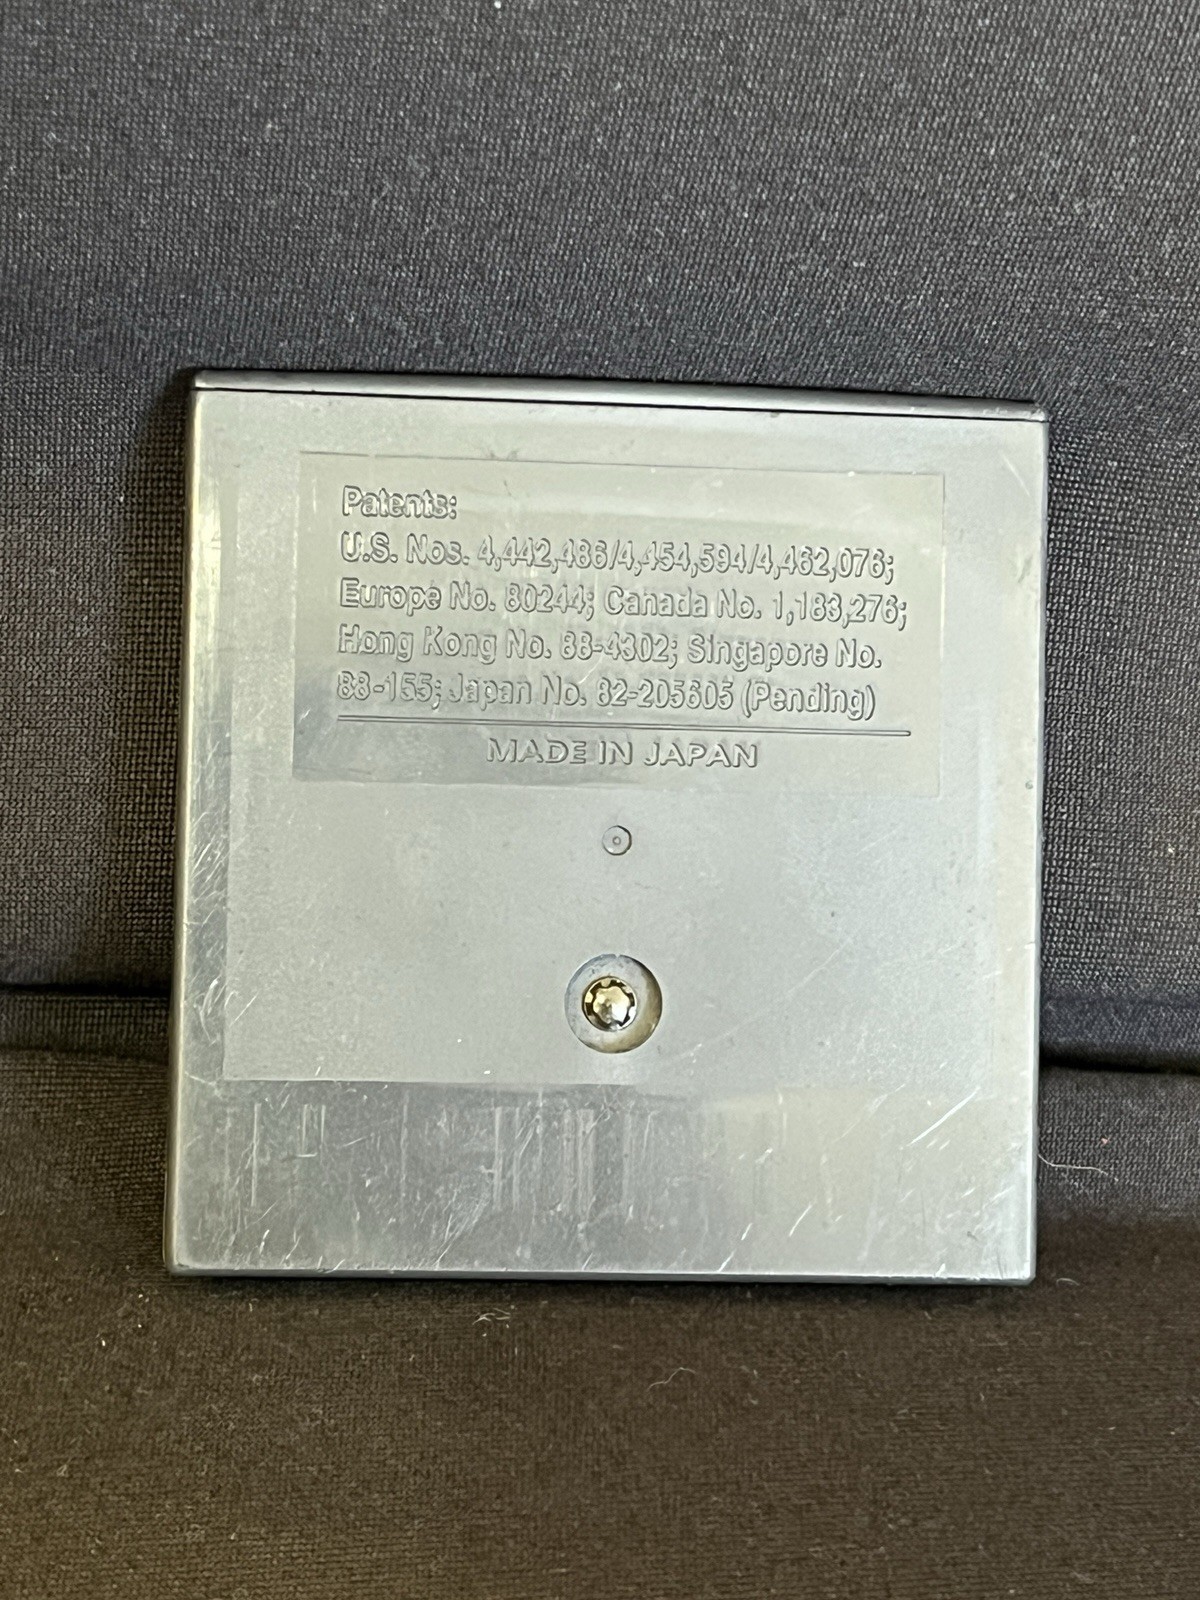 Patents:
U.S. Nos. 4,442,486/4,454,594/4,462,076;
Europe No. 80244; Canada No. 1,183,276;
Hong Kong No. 88-4302; Singapore No.
88-155; Japan No. 82-205605 (Pending)
MADE IN JAPAN